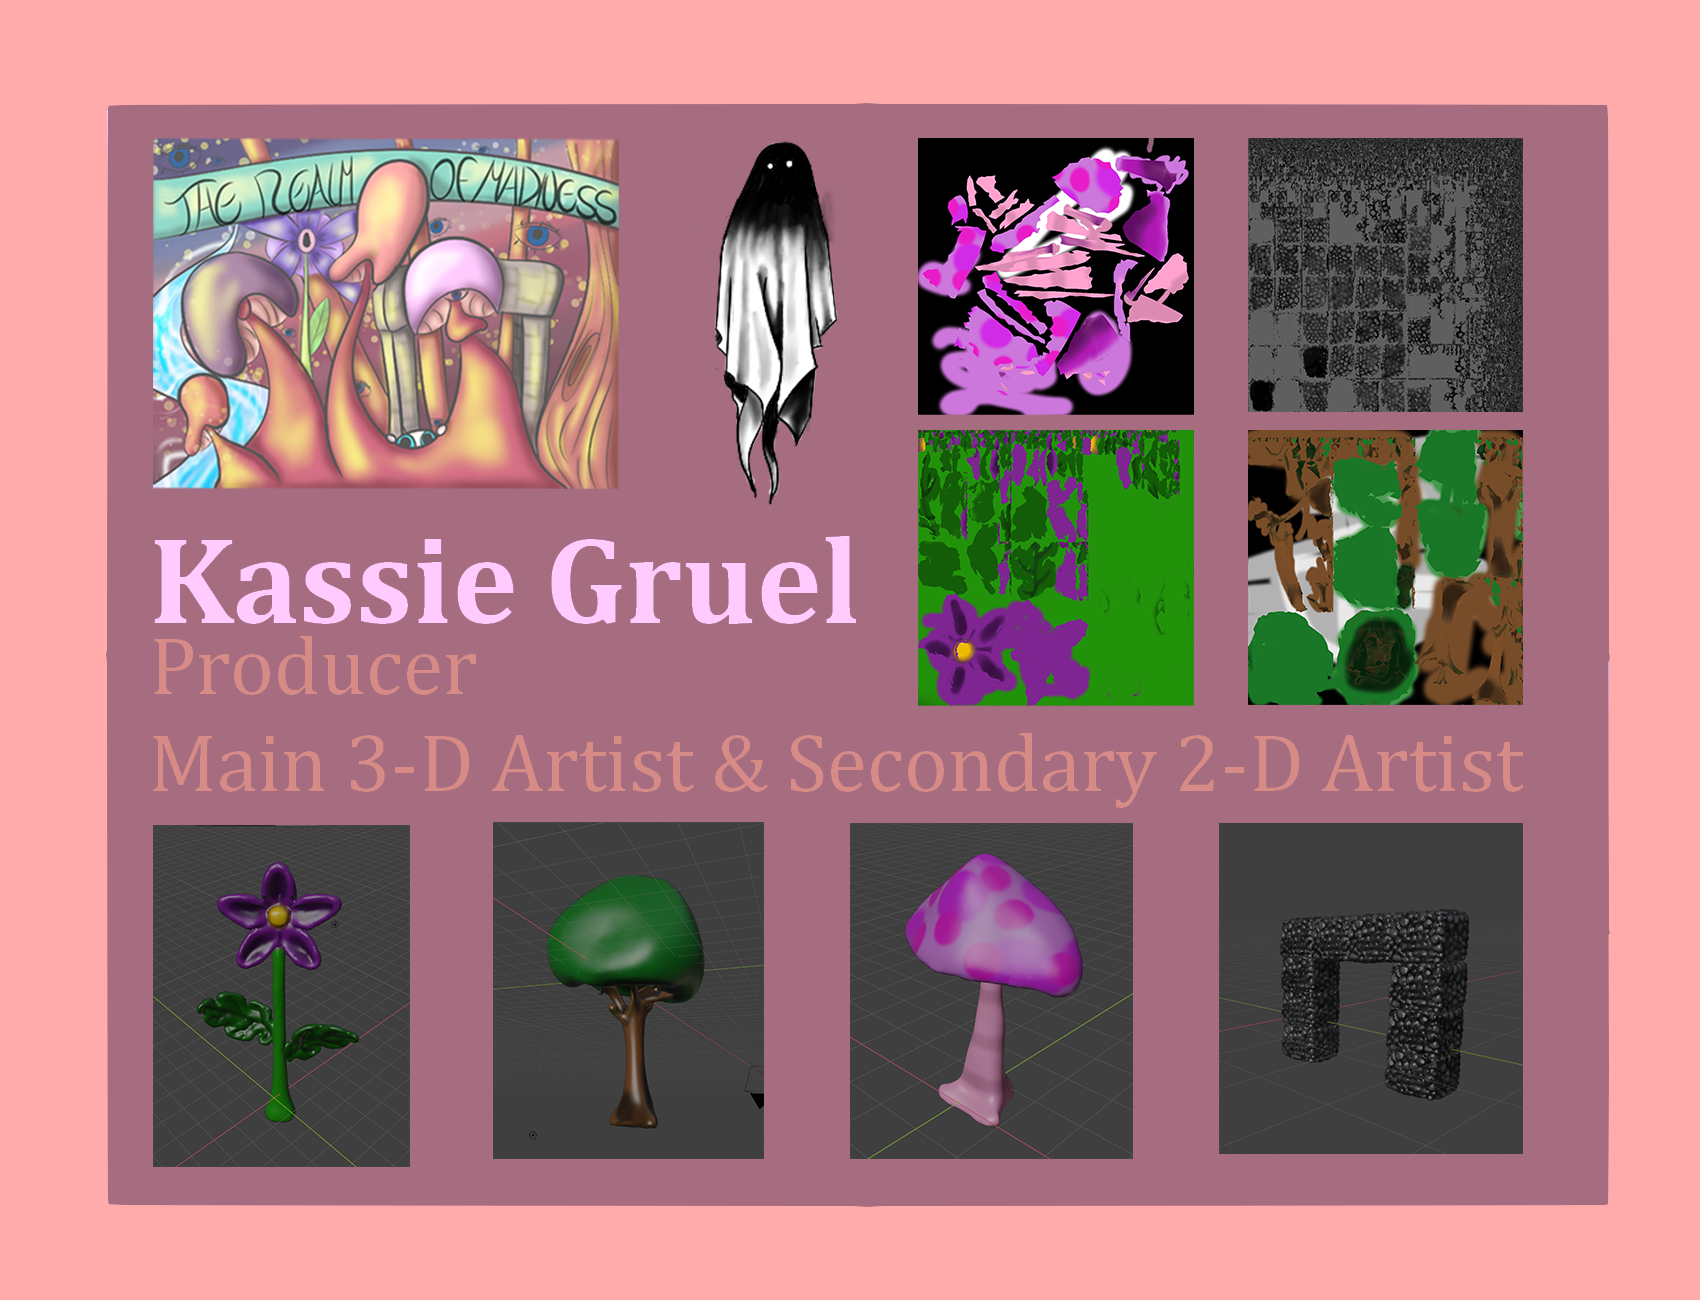 THE REALM OF MADNESS
Kassie Gruel
Producer
Main 3-D Artist & Secondary 2-D Artist